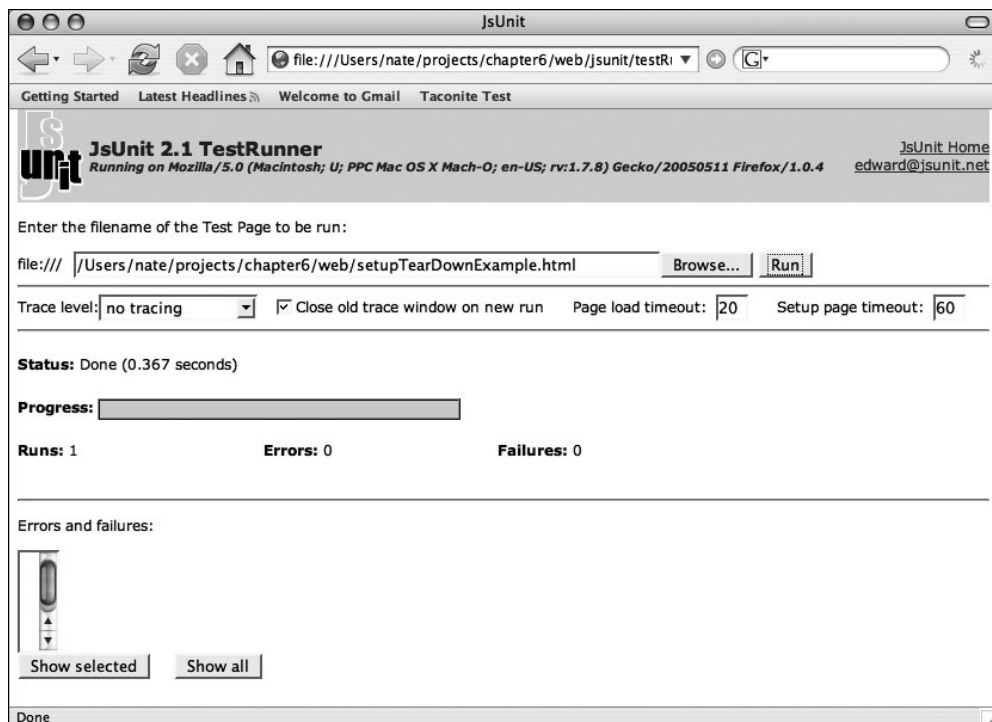 JsUnit
file:///Users/nate/projects/chapter6/web/jsunit/testRu
G
Getting Started Latest Headlines Welcome to Gmail Taconite Test
JsUnit
JsUnit 2.1 TestRunner
Running on Mozilla/5.0 (Macintosh; U; PPC Mac OS X Mach-O; en-US; rv:1.7.8) Gecko/20050511 Firefox/1.0.4
JsUnit Home
edward@jsunit.net
Enter the filename of the Test Page to be run:
file:/// /Users/nate/projects/chapter6/web/setupTearDownExample.html Browse... Run
Trace level: no tracing Close old trace window on new run Page load timeout: 20 Setup page timeout: 60
Status: Done (0.367 seconds)
Progress:
Runs: 1 Errors: 0 Failures: 0
Errors and failures:
Show selected Show all
Done